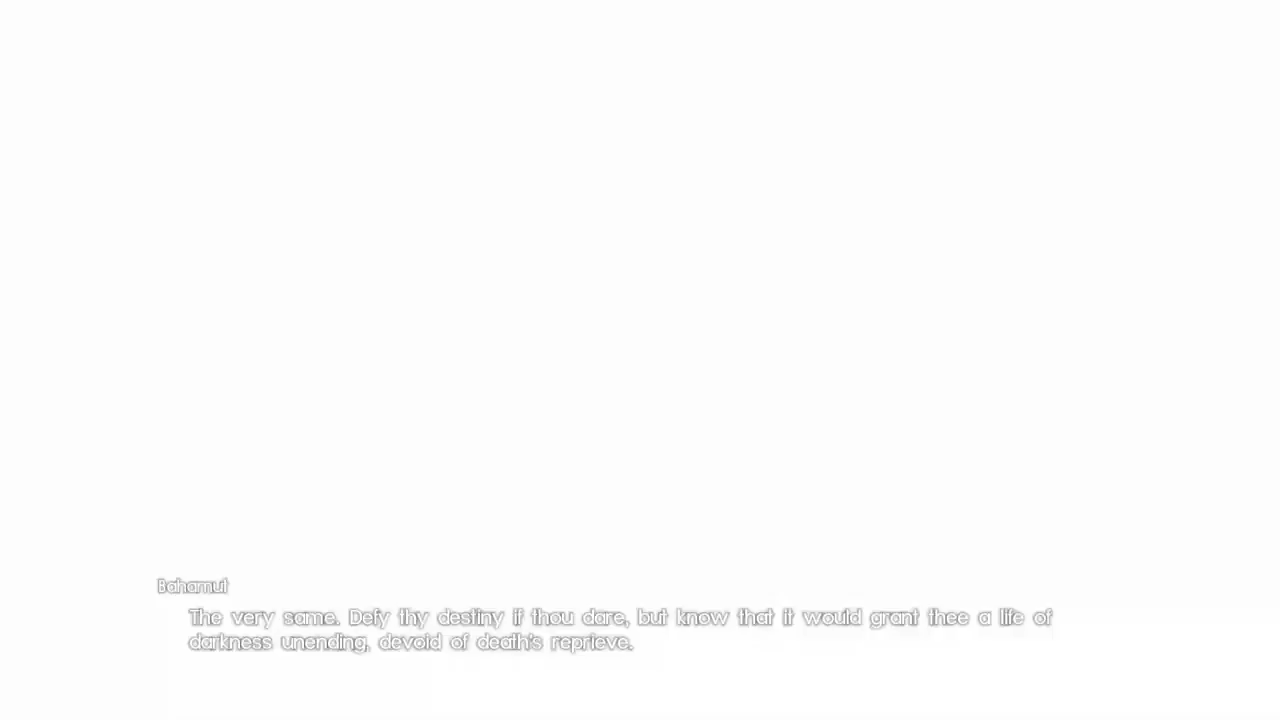 Bahamut
The very same. Defy thy destiny if thou dare, but know that it would grant thee a life of
darkness unending, devoid of death's reprieve.